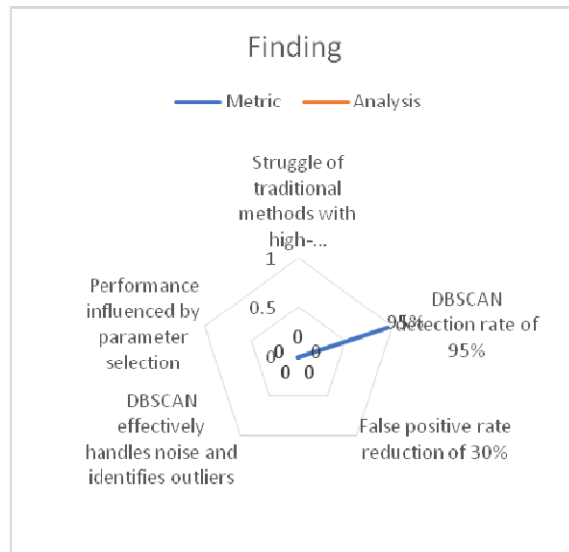 Finding
Metric
Analysis
Struggle of
traditional
methods with
high-...
1
0.5
0
0
0
0
0
0
0
0
95%
DBSCAN
detection rate of
95%
False positive rate
reduction of 30%
DBSCAN
effectively
handles noise and
identifies outliers
Performance
influenced by
parameter
selection